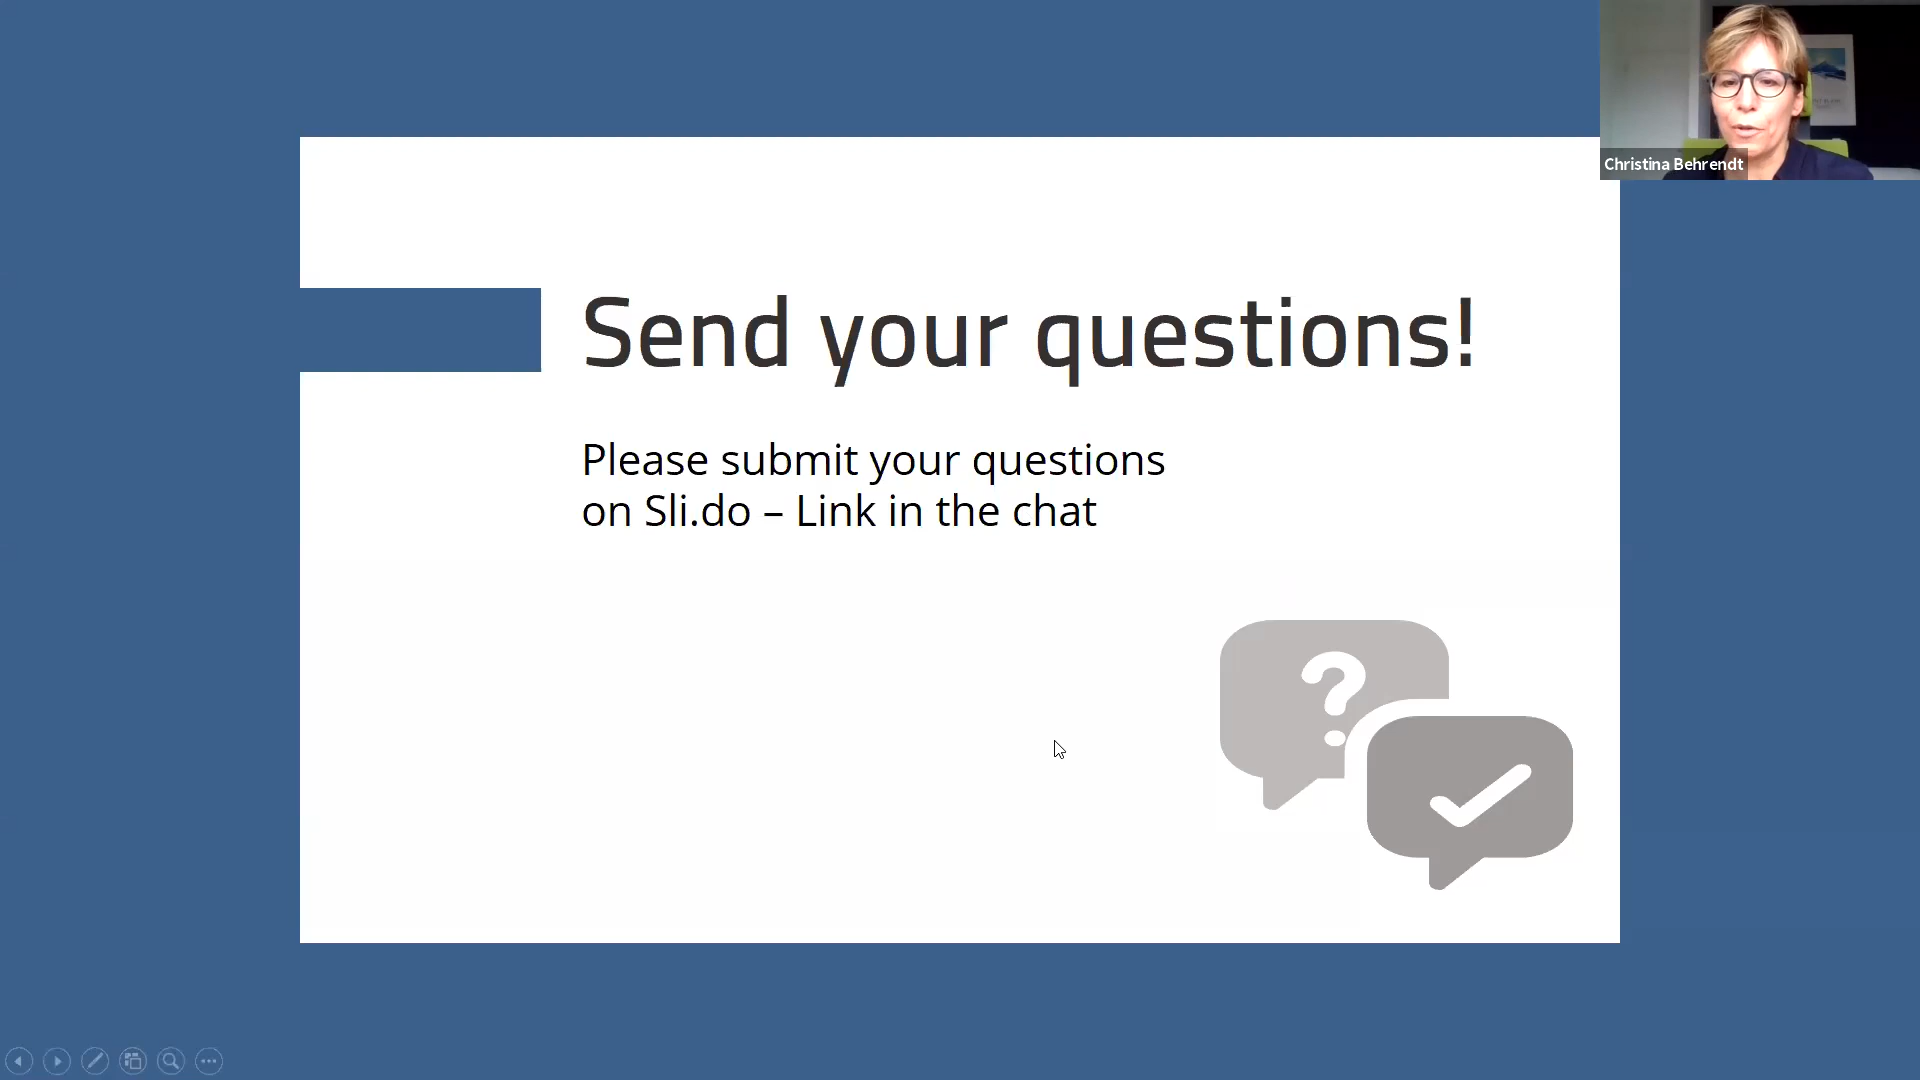 Christina Behrendt
Send your questions!
Please submit your questions
on Sli.do – Link in the chat